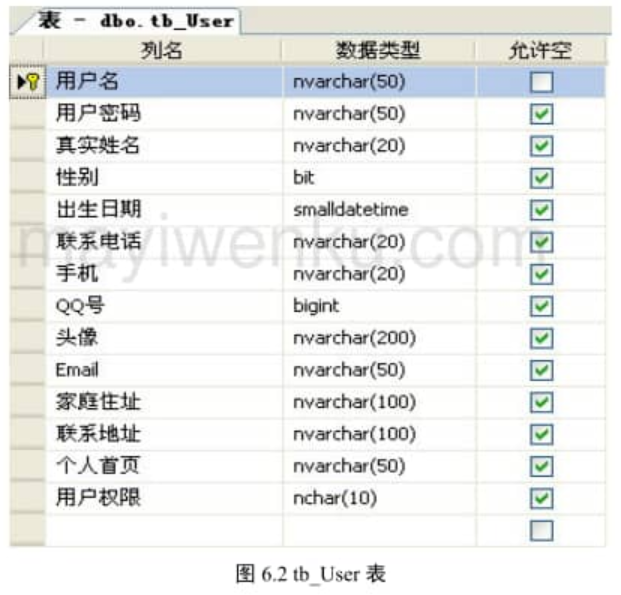 表 - dbo.tb_User
列名 数据类型 允许空
用户名 nvarchar(50)
用户密码 nvarchar(50)
真实姓名 nvarchar(20)
性别 bit
出生日期 smalldatetime
联系电话 nvarchar(20)
mayiwenku.com
手机 nvarchar(20)
QQ号 bigint
头像 nvarchar(200)
Email nvarchar(50)
家庭住址 nvarchar(100)
联系地址 nvarchar(100)
个人首页 nvarchar(50)
用户权限 nchar(10)
图 6.2 tb_User 表